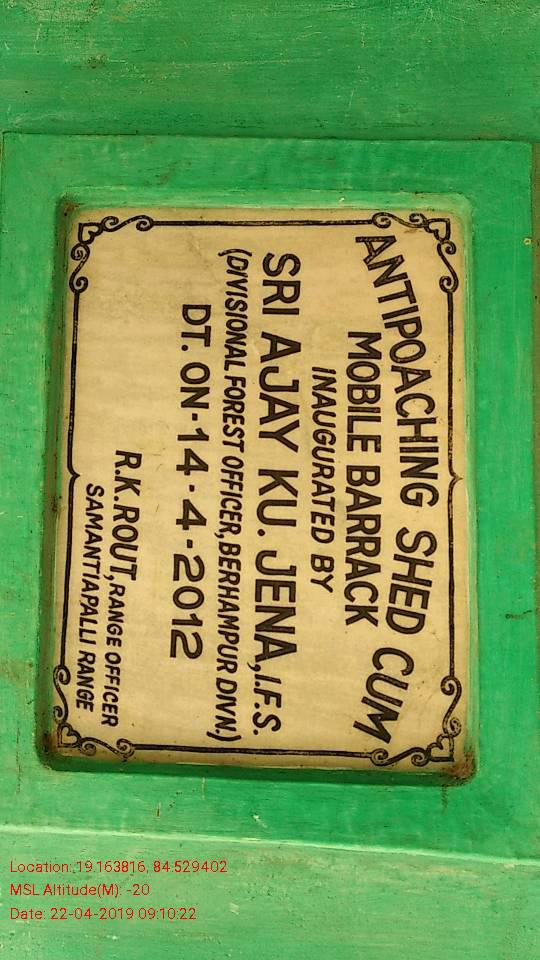 ANTIPOACHING SHED CUM
MOBILE BARRACK
INAUGURATED BY
SRI AJAY KU. JENA, I.F.S.
(DIVISIONAL FOREST OFFICER, BERHAMPUR DIVN.)
DT. ON-14-4-2012
R.K. ROUT, RANGE OFFICER
SAMANTIAPALLI RANGE
Location: 19.163816, 84.529402
MSL Altitude(M): -20
Date: 22-04-2019 09:10:22